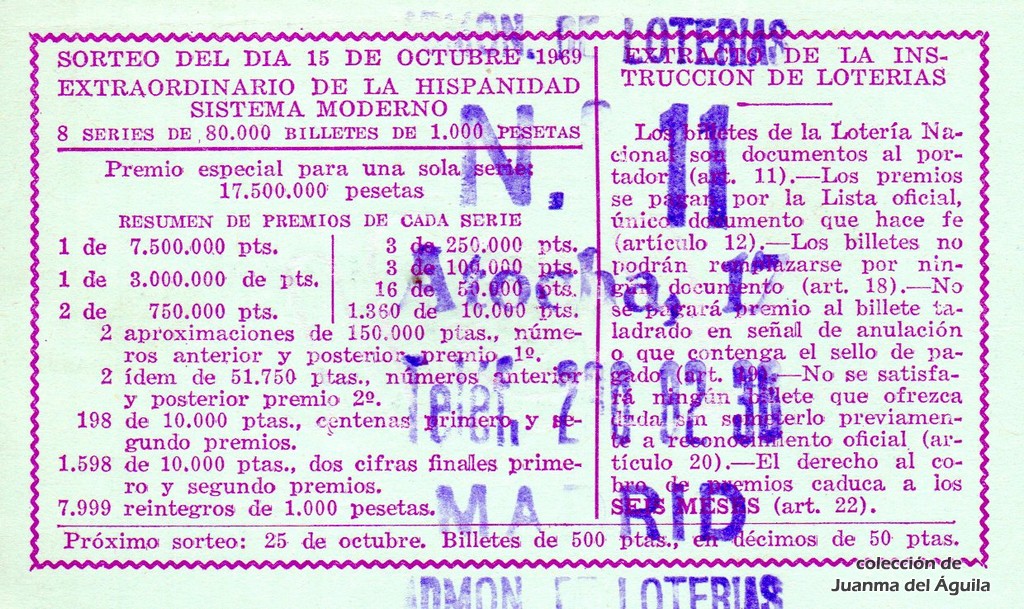 ADMON. DE LOTERIAS
SORTEO DEL DIA 15 DE OCTUBRE 1969
EXTRAORDINARIO DE LA HISPANIDAD
SISTEMA MODERNO
8 SERIES DE 80.000 BILLETES DE 1.000 PESETAS
Premio especial para una sola serie:
17.500.000 pesetas
RESUMEN DE PREMIOS DE CADA SERIE
1 de 7.500.000 pts.
1 de 3.000.000 de pts.
2 de 750.000 pts.
3 de 250.000 pts.
3 de 100.000 pts.
16 de 50.000 pts.
1.360 de 10.000 pts.
2 aproximaciones de 150.000 ptas., núme-
ros anterior y posterior premio 1º.
2 ídem de 51.750 ptas., números anterior
y posterior premio 2º.
198 de 10.000 ptas., centenas primero y se-
gundo premios.
1.598 de 10.000 ptas., dos cifras finales prime-
ro y segundo premios.
7.999 reintegros de 1.000 pesetas.
EXTRACTO DE LA INS-
TRUCCION DE LOTERIAS
Los billetes de la Lotería Na-
cional son documentos al por-
tador (art. 11).—Los premios
se pagan por la Lista oficial,
único documento que hace fe
(artículo 12).—Los billetes no
podrán remplazarse por nin-
gún documento (art. 18).—No
se pagará premio al billete ta-
ladrado en señal de anulación
o que contenga el sello de pa-
gado (art. 19).—No se satisfa-
rá ningún billete que ofrezca
duda sin someterlo previamen-
te a reconocimiento oficial (ar-
tículo 20).—El derecho al co-
bro de premios caduca a los
SEIS MESES (art. 22).
Próximo sorteo: 25 de octubre. Billetes de 500 ptas., en décimos de 50 ptas.
N. 11
Atocha, 17
Teléf.
MA RID
ADMON DE LOTERIAS
colección de
Juanma del Águila